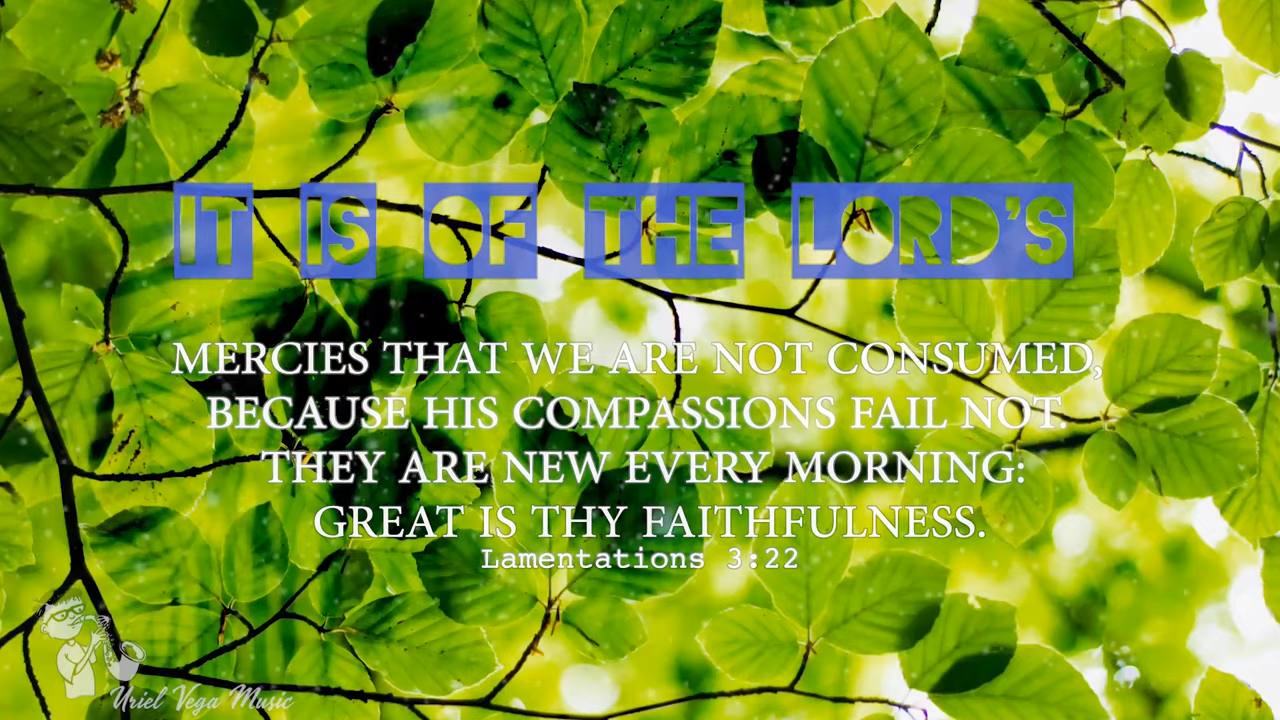 IT IS OF THE LORD'S
MERCIES THAT WE ARE NOT CONSUMED,
BECAUSE HIS COMPASSIONS FAIL NOT.
THEY ARE NEW EVERY MORNING:
GREAT IS THY FAITHFULNESS.
Lamentations 3:22
Uriel Vega Music